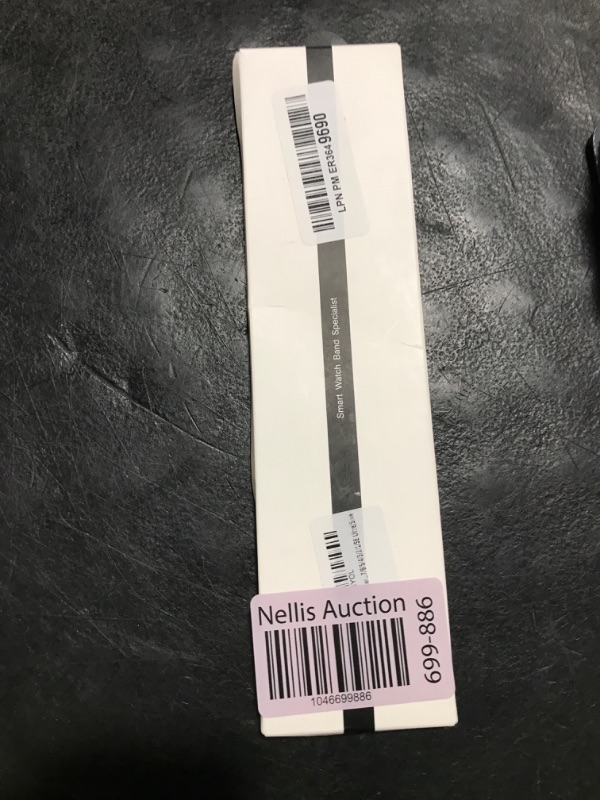 LPN PM ER364 9690
Smart Watch Band Specialist
Nellis Auction
1046699886
699-886